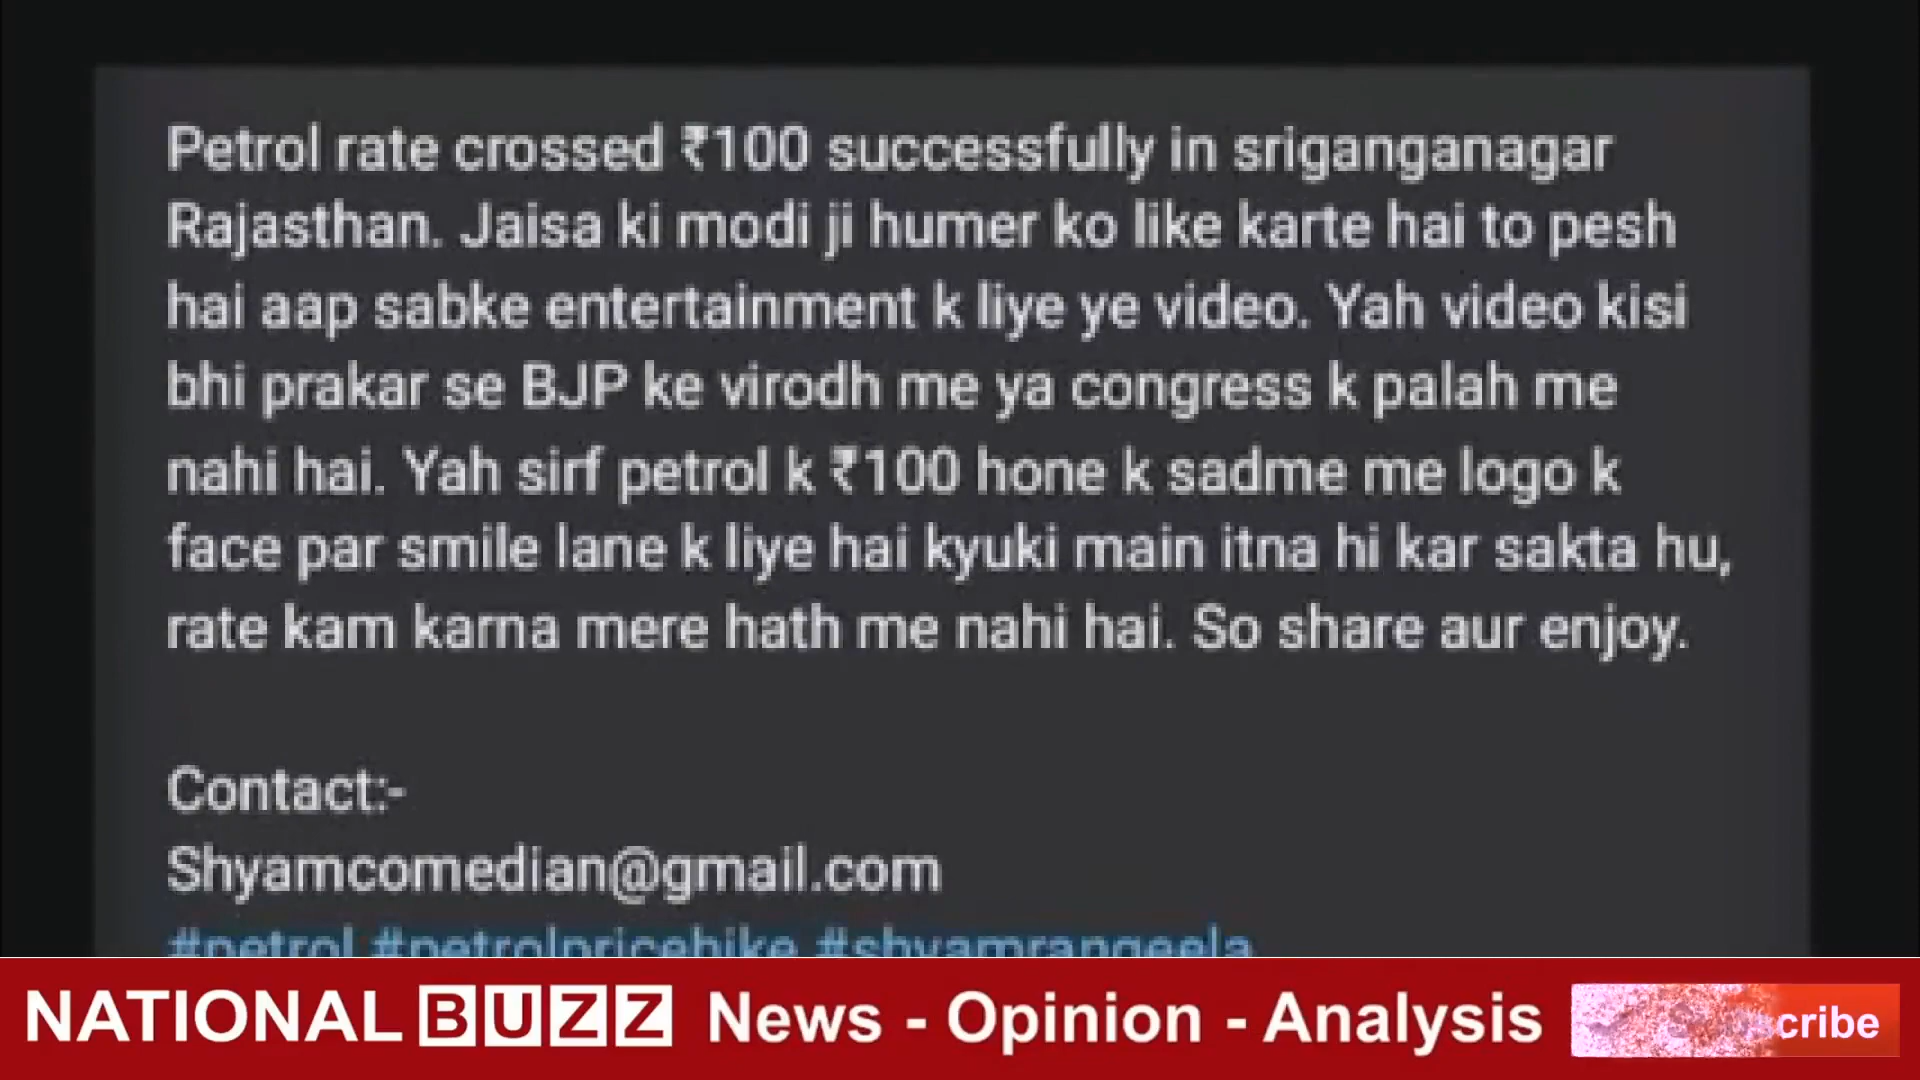 Petrol rate crossed ₹100 successfully in sriganganagar
Rajasthan. Jaisa ki modi ji humer ko like karte hai to pesh
hai aap sabke entertainment k liye ye video. Yah video kisi
bhi prakar se BJP ke virodh me ya congress k palah me
nahi hai. Yah sirf petrol k ₹100 hone k sadme me logo k
face par smile lane k liye hai kyuki main itna hi kar sakta hu,
rate kam karna mere hath me nahi hai. So share aur enjoy.
Contact:-
Shyamcomedian@gmail.com
#petrol #petrolpricehike #shyamrangeela
NATIONAL BUZZ News - Opinion - Analysis